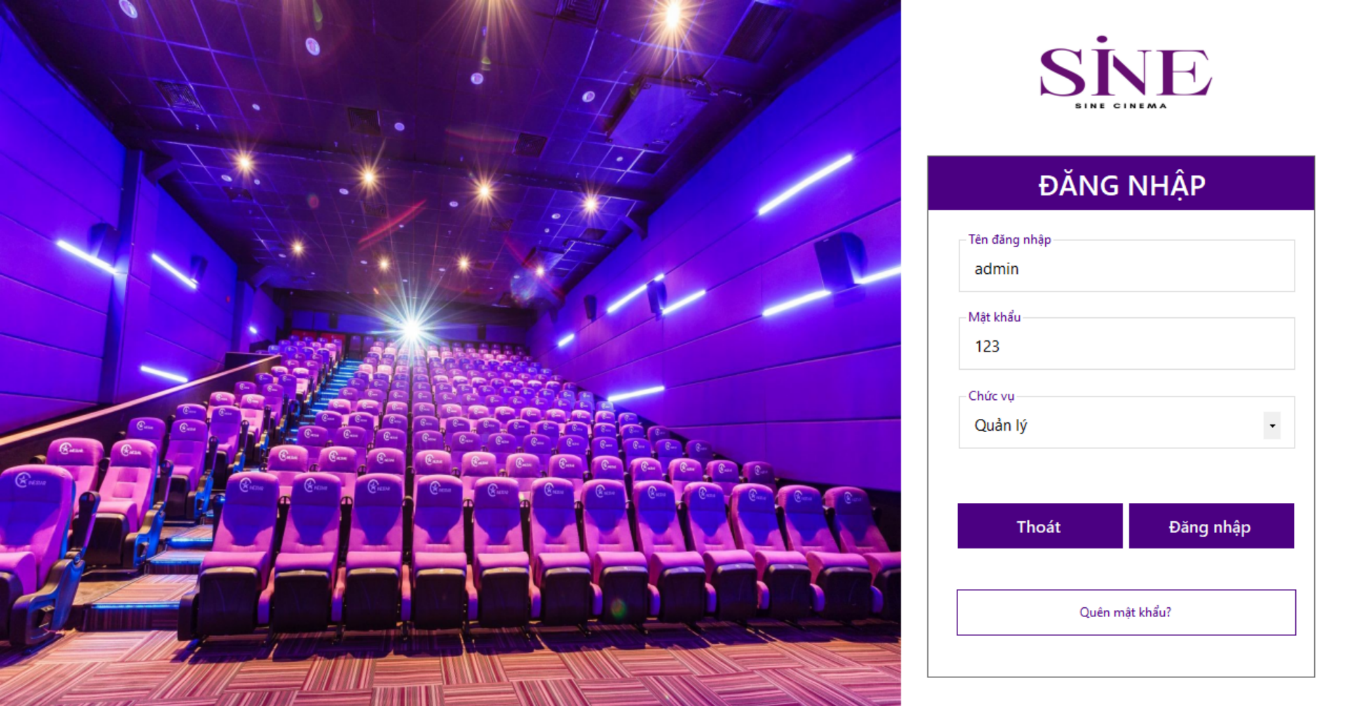 SiNE
SINE CINEMA
ĐĂNG NHẬP
Tên đăng nhập
admin
Mật khẩu
123
Chức vụ
Quản lý
Thoát
Đăng nhập
Quên mật khẩu?